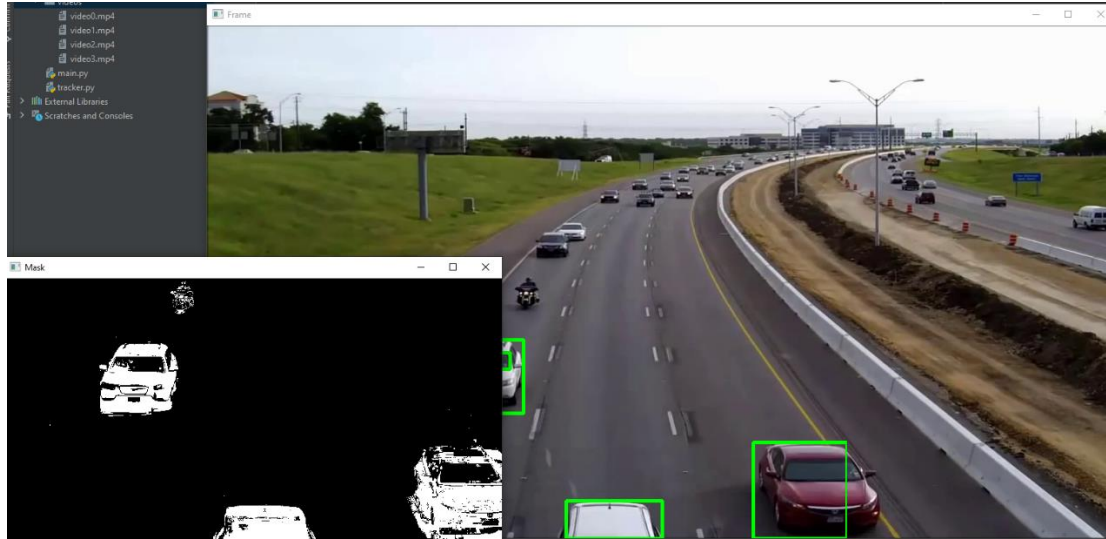 videos
video0.mp4
video1.mp4
video2.mp4
video3.mp4
main.py
tracker.py
External Libraries
Scratches and Consoles
Frame
Mask